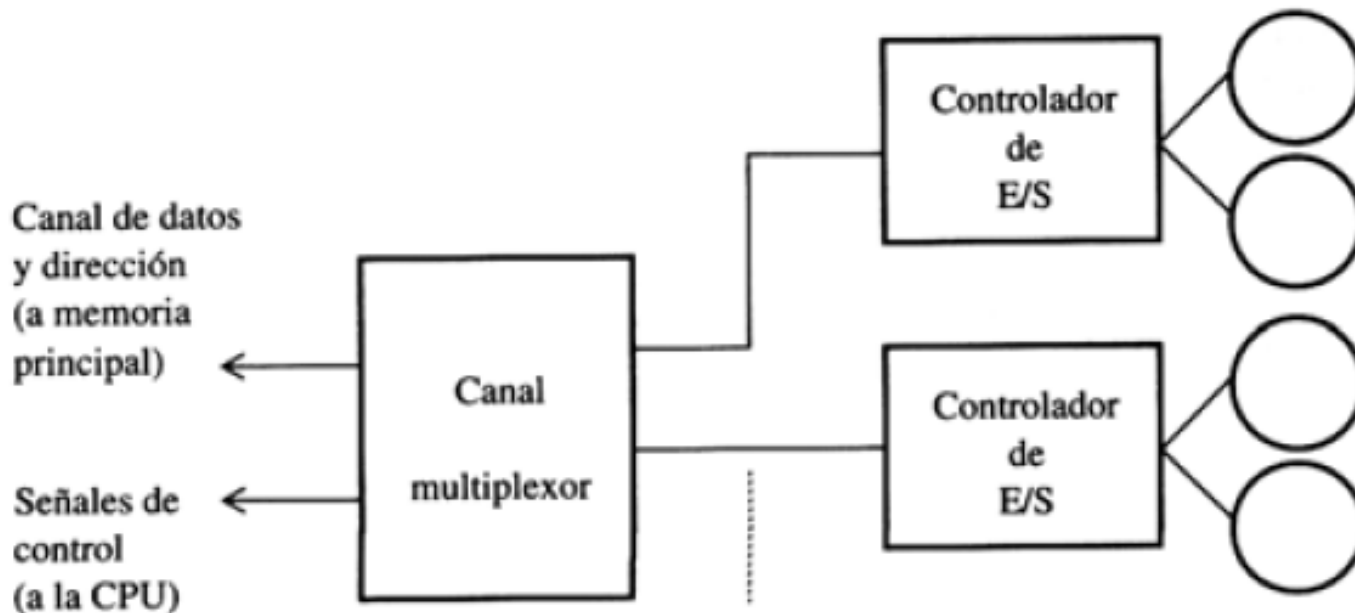 Canal de datos
y dirección
(a memoria
principal)
Señales de
control
(a la CPU)
Canal
multiplexor
Controlador
de
E/S
Controlador
de
E/S